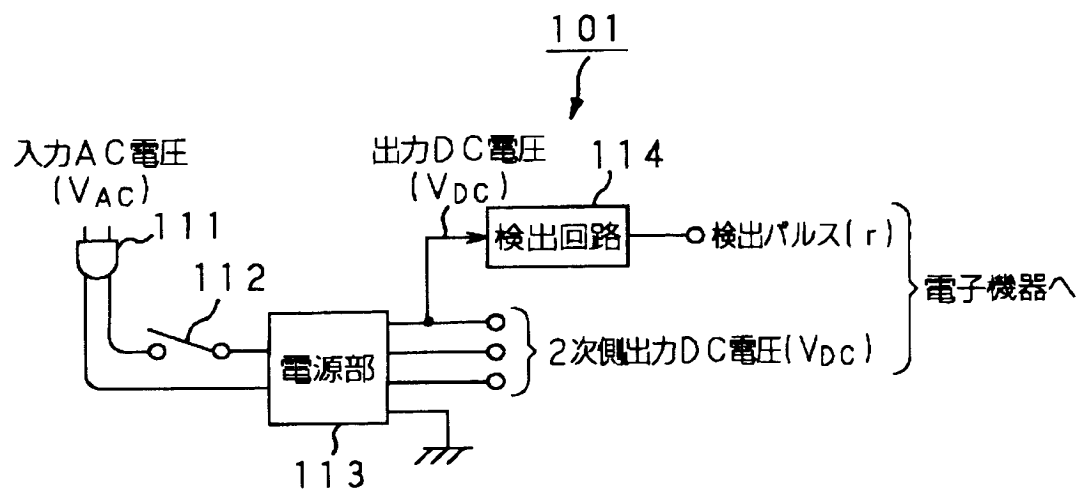 101
入力AC電圧
(VAC)
出力DC電圧
(VDC)
114
111
検出回路
検出パルス(r)
112
電子機器へ
電源部
2次側出力DC電圧(VDC)
113